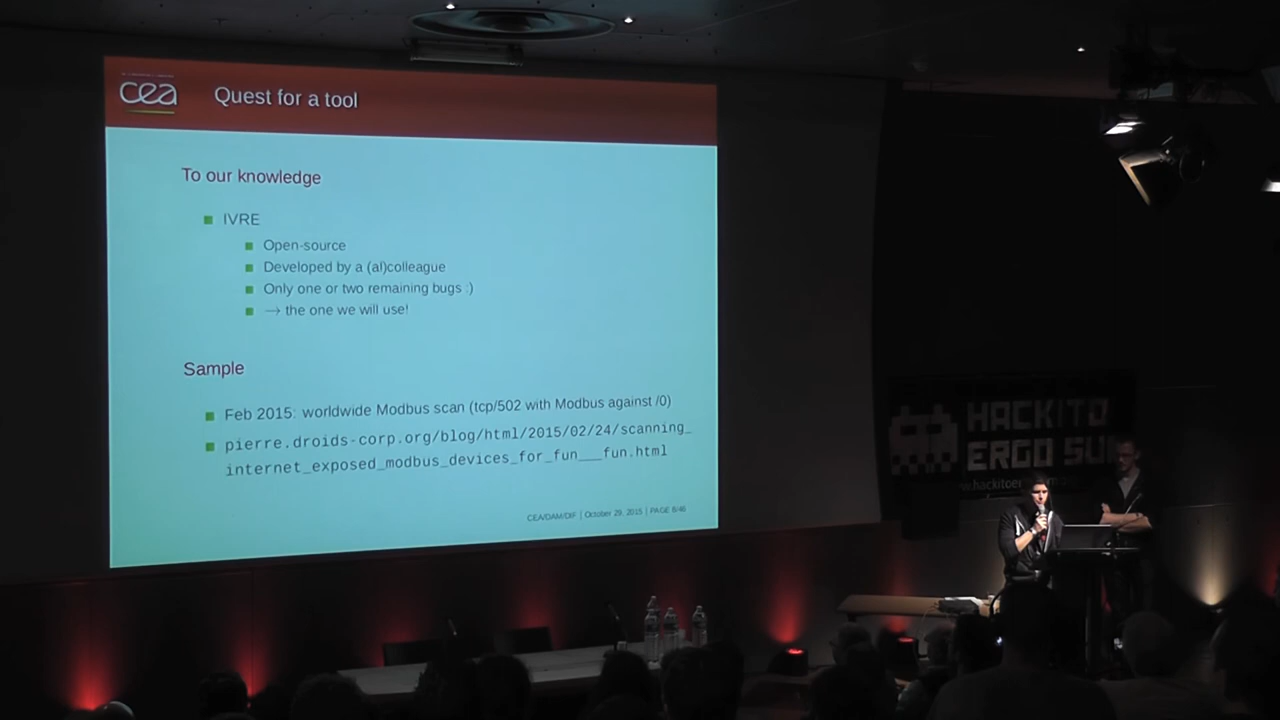 cea
Quest for a tool
To our knowledge
IVRE
Open-source
Developed by a (al)colleague
Only one or two remaining bugs :)
→ the one we will use!
Sample
Feb 2015: worldwide Modbus scan (tcp/502 with Modbus against /0)
pierre.droids-corp.org/blog/html/2015/02/24/scanning_
internet_exposed_modbus_devices_for_fun___fun.html
CEA/DAM/DIF | October 29, 2015 | PAGE 8/46
HACKITO
ERGO SU